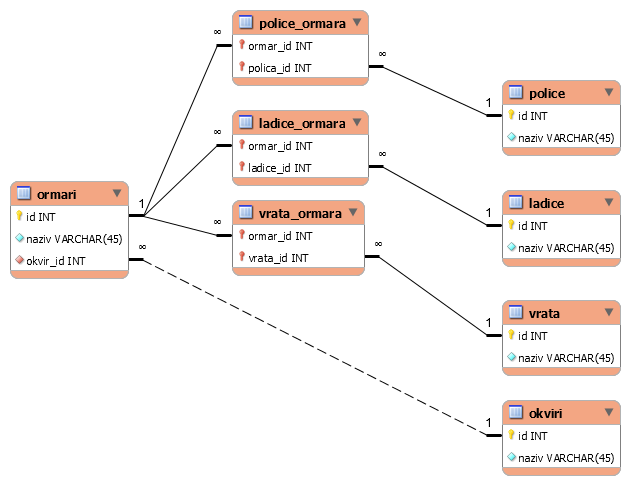 police_ormara
ormar_id INT
polica_id INT
∞
∞
police
id INT
naziv VARCHAR(45)
1
ladice_ormara
ormar_id INT
ladice_id INT
∞
∞
ormari
id INT
naziv VARCHAR(45)
okvir_id INT
1
∞
ladice
id INT
naziv VARCHAR(45)
1
vrata_ormara
ormar_id INT
vrata_id INT
∞
∞
vrata
id INT
naziv VARCHAR(45)
1
okviri
id INT
naziv VARCHAR(45)
1